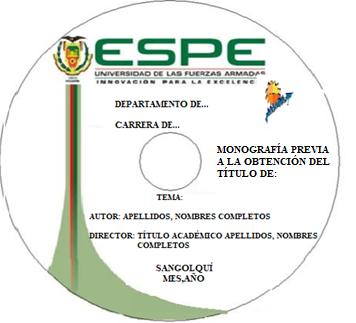 ESPE
UNIVERSIDAD DE LAS FUERZAS ARMADAS
INNOVACIÓN PARA LA EXCELENC
DEPARTAMENTO DE...
CARRERA DE...
MONOGRAFÍA PREVIA
A LA OBTENCIÓN DEL
TÍTULO DE:
TEMA:
AUTOR: APELLIDOS, NOMBRES COMPLETOS
DIRECTOR: TÍTULO ACADÉMICO APELLIDOS, NOMBRES
COMPLETOS
SANGOLQUÍ
MES,AÑO